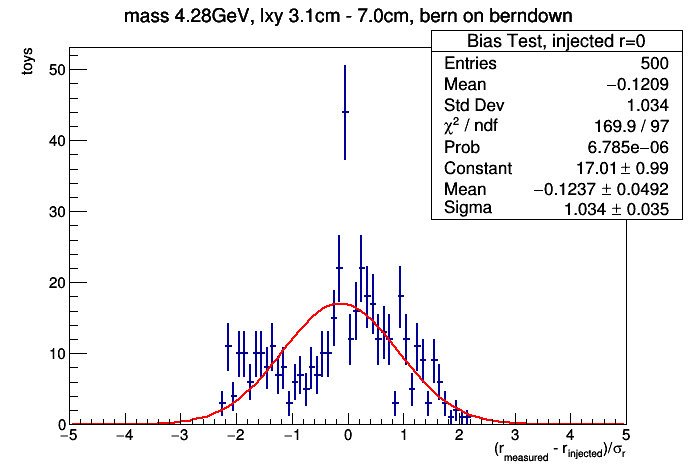 mass 4.28GeV, lxy 3.1cm - 7.0cm, bern on berndown
Bias Test, injected r=0
Entries 500
Mean −0.1209
Std Dev 1.034
χ² / ndf 169.9 / 97
Prob 6.785e−06
Constant 17.01 ± 0.99
Mean −0.1237 ± 0.0492
Sigma 1.034 ± 0.035
toys
50
40
30
20
10
0
−5 −4 −3 −2 −1 0 1 2 3 4 5
(r_measured - r_injected)/σ_r